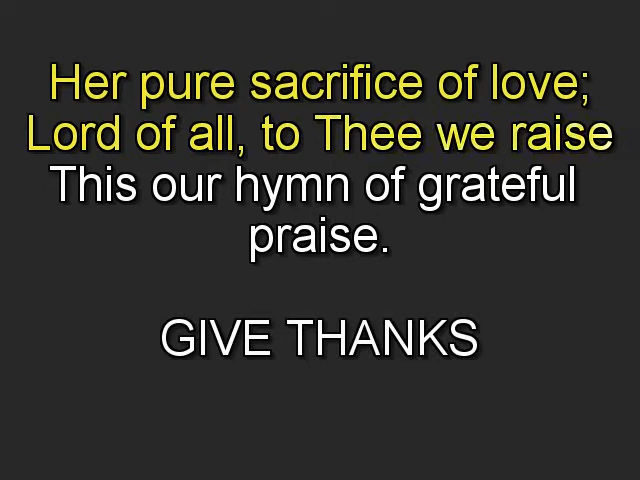 Her pure sacrifice of love;
Lord of all, to Thee we raise
This our hymn of grateful
praise.
GIVE THANKS